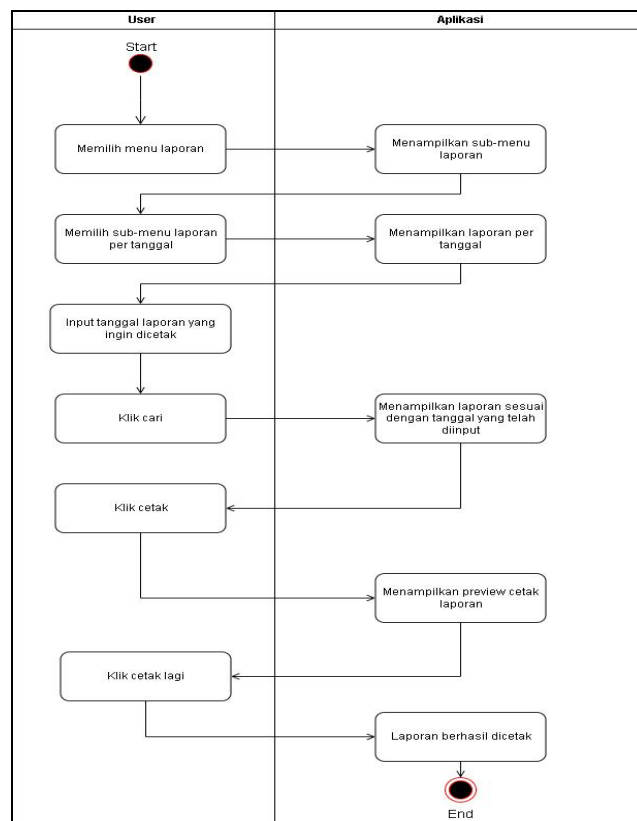 User
Aplikasi
Start
Memilih menu laporan
Menampilkan sub-menu
laporan
Memilih sub-menu laporan
per tanggal
Menampilkan laporan per
tanggal
Input tanggal laporan yang
ingin dicetak
Klik cari
Menampilkan laporan sesuai
dengan tanggal yang telah
diinput
Klik cetak
Menampilkan preview cetak
laporan
Klik cetak lagi
Laporan berhasil dicetak
End